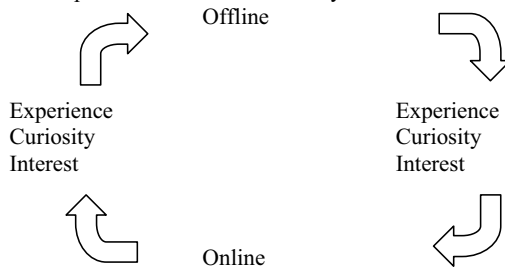 Offline
Experience
Curiosity
Interest
Experience
Curiosity
Interest
Online